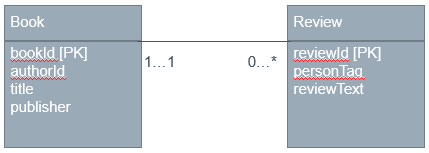 Book
bookId [PK]
authorId
title
publisher
1…1
0…*
Review
reviewId [PK]
personTag
reviewText